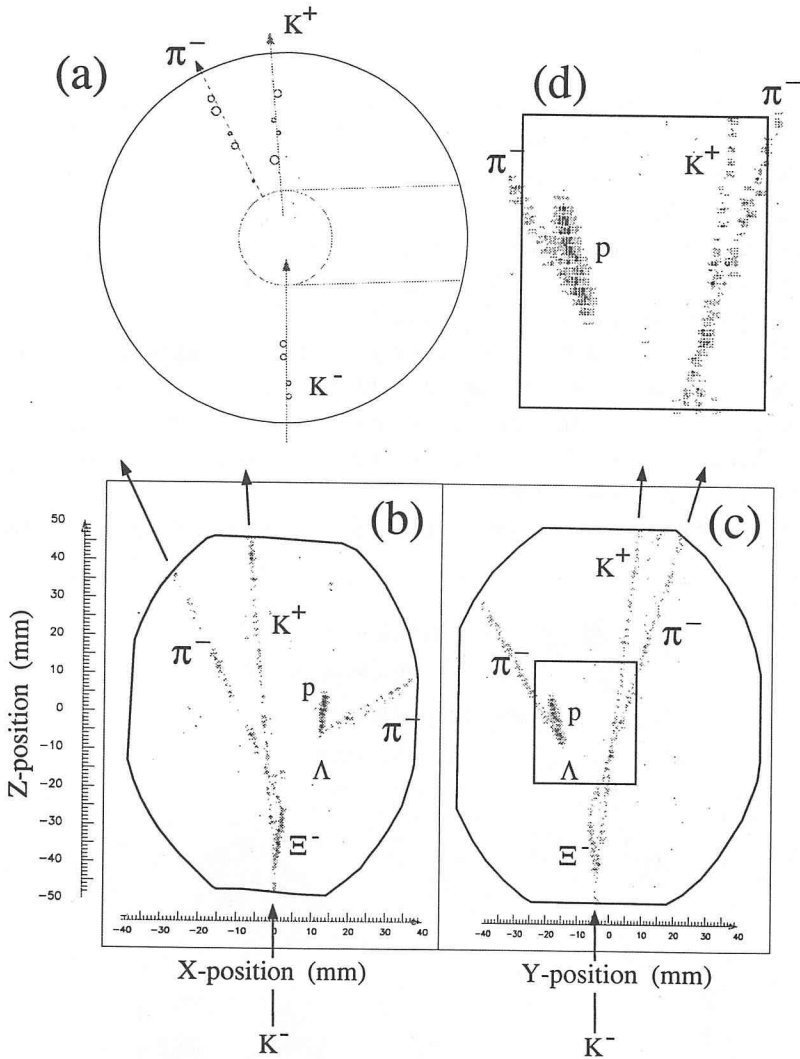 (a)
π⁻
K⁺
K⁻
(d)
π⁻
K⁺
π⁻
p
(b)
50
40
30
20
10
0
−10
−20
−30
−40
−50
Z-position (mm)
π⁻
K⁺
p
π⁻
Λ
Ξ⁻
−40 −30 −20 −10 0 10 20 30 40
X-position (mm)
K⁻
(c)
K⁺
π⁻
π⁻
p
Λ
Ξ⁻
−40 −30 −20 −10 0 10 20 30 40
Y-position (mm)
K⁻